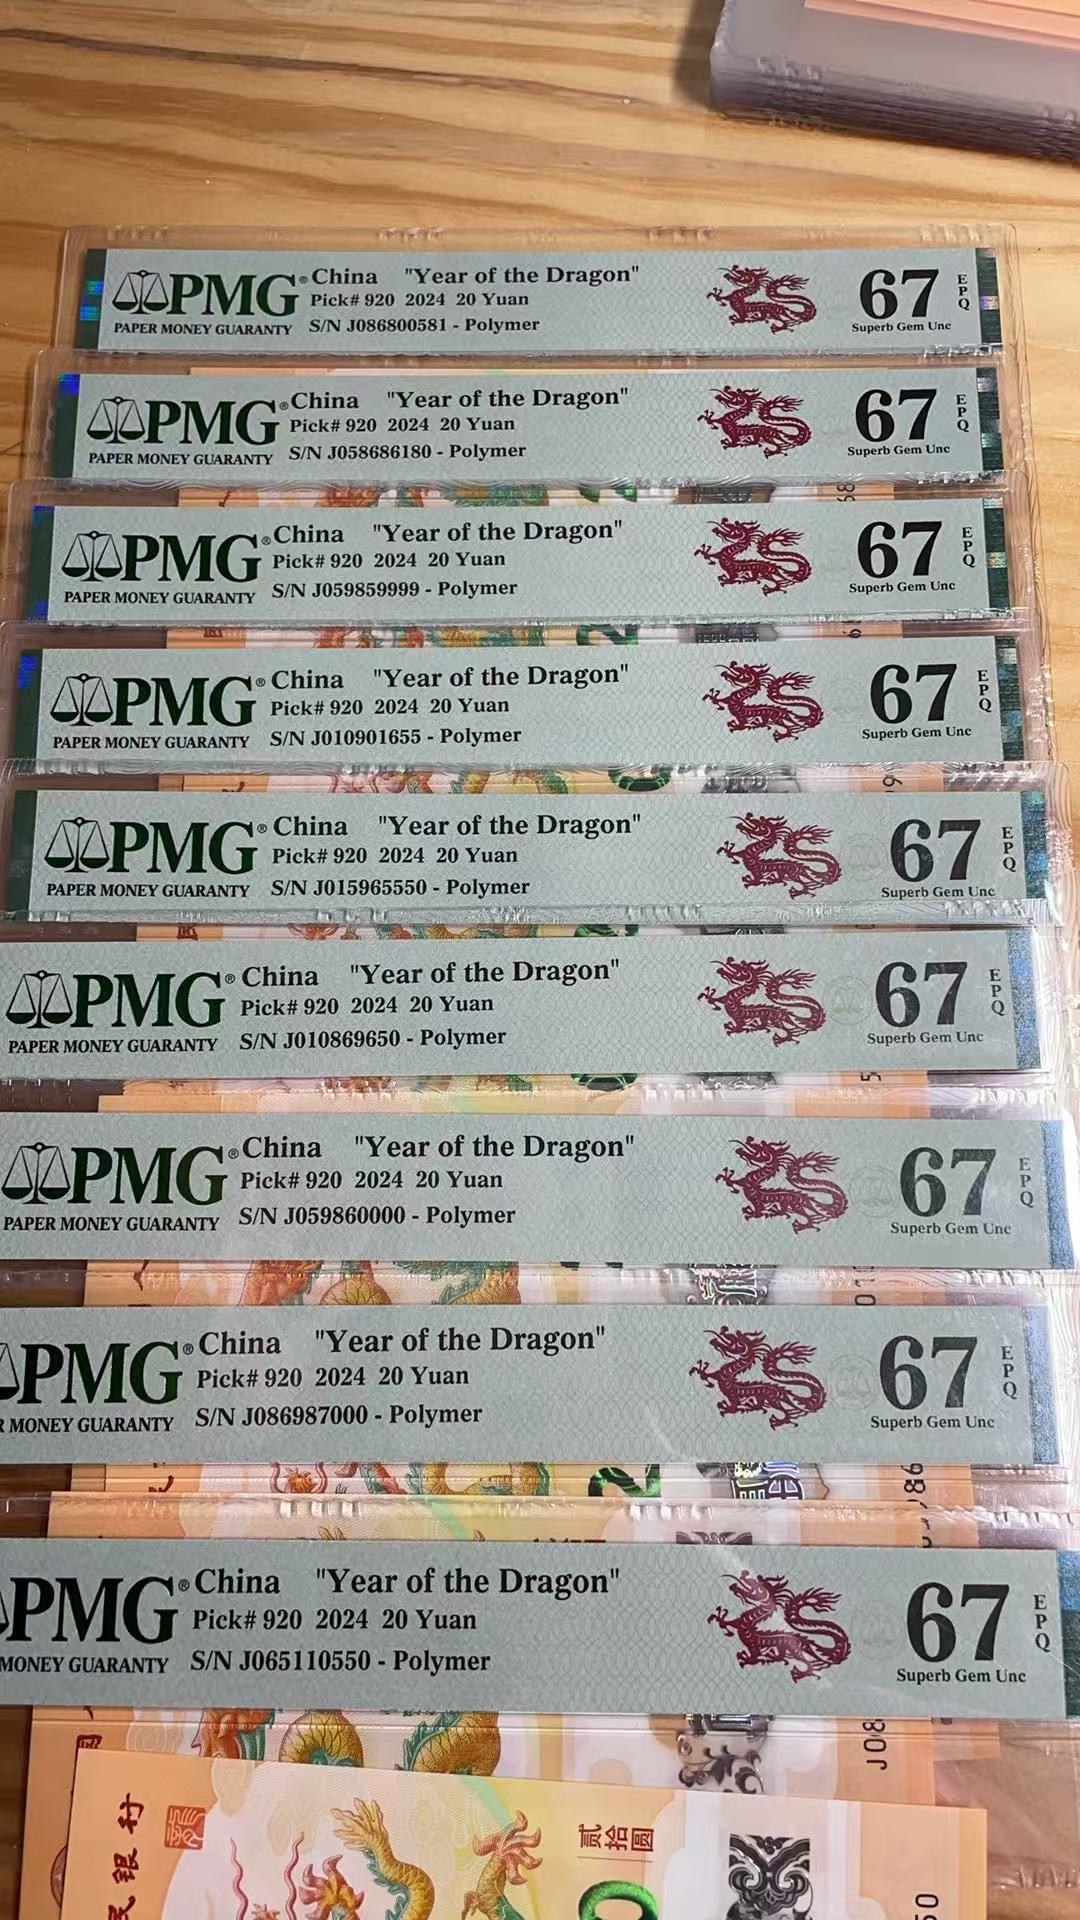 PMG® China "Year of the Dragon" 67 EPQ
Pick# 920 2024 20 Yuan
PAPER MONEY GUARANTY S/N J086800581 - Polymer Superb Gem Unc
PMG® China "Year of the Dragon" 67 EPQ
Pick# 920 2024 20 Yuan
PAPER MONEY GUARANTY S/N J058686180 - Polymer Superb Gem Unc
PMG® China "Year of the Dragon" 67 EPQ
Pick# 920 2024 20 Yuan
PAPER MONEY GUARANTY S/N J059859999 - Polymer Superb Gem Unc
PMG® China "Year of the Dragon" 67 EPQ
Pick# 920 2024 20 Yuan
PAPER MONEY GUARANTY S/N J010901655 - Polymer Superb Gem Unc
PMG® China "Year of the Dragon" 67 EPQ
Pick# 920 2024 20 Yuan
PAPER MONEY GUARANTY S/N J015965550 - Polymer Superb Gem Unc
PMG® China "Year of the Dragon" 67 EPQ
Pick# 920 2024 20 Yuan
PAPER MONEY GUARANTY S/N J010869650 - Polymer Superb Gem Unc
PMG® China "Year of the Dragon" 67 EPQ
Pick# 920 2024 20 Yuan
PAPER MONEY GUARANTY S/N J059860000 - Polymer Superb Gem Unc
PMG® China "Year of the Dragon" 67 EPQ
Pick# 920 2024 20 Yuan
MONEY GUARANTY S/N J086987000 - Polymer Superb Gem Unc
PMG® China "Year of the Dragon" 67 EPQ
Pick# 920 2024 20 Yuan
MONEY GUARANTY S/N J065110550 - Polymer Superb Gem Unc
J08
民银行
贰拾圆
50